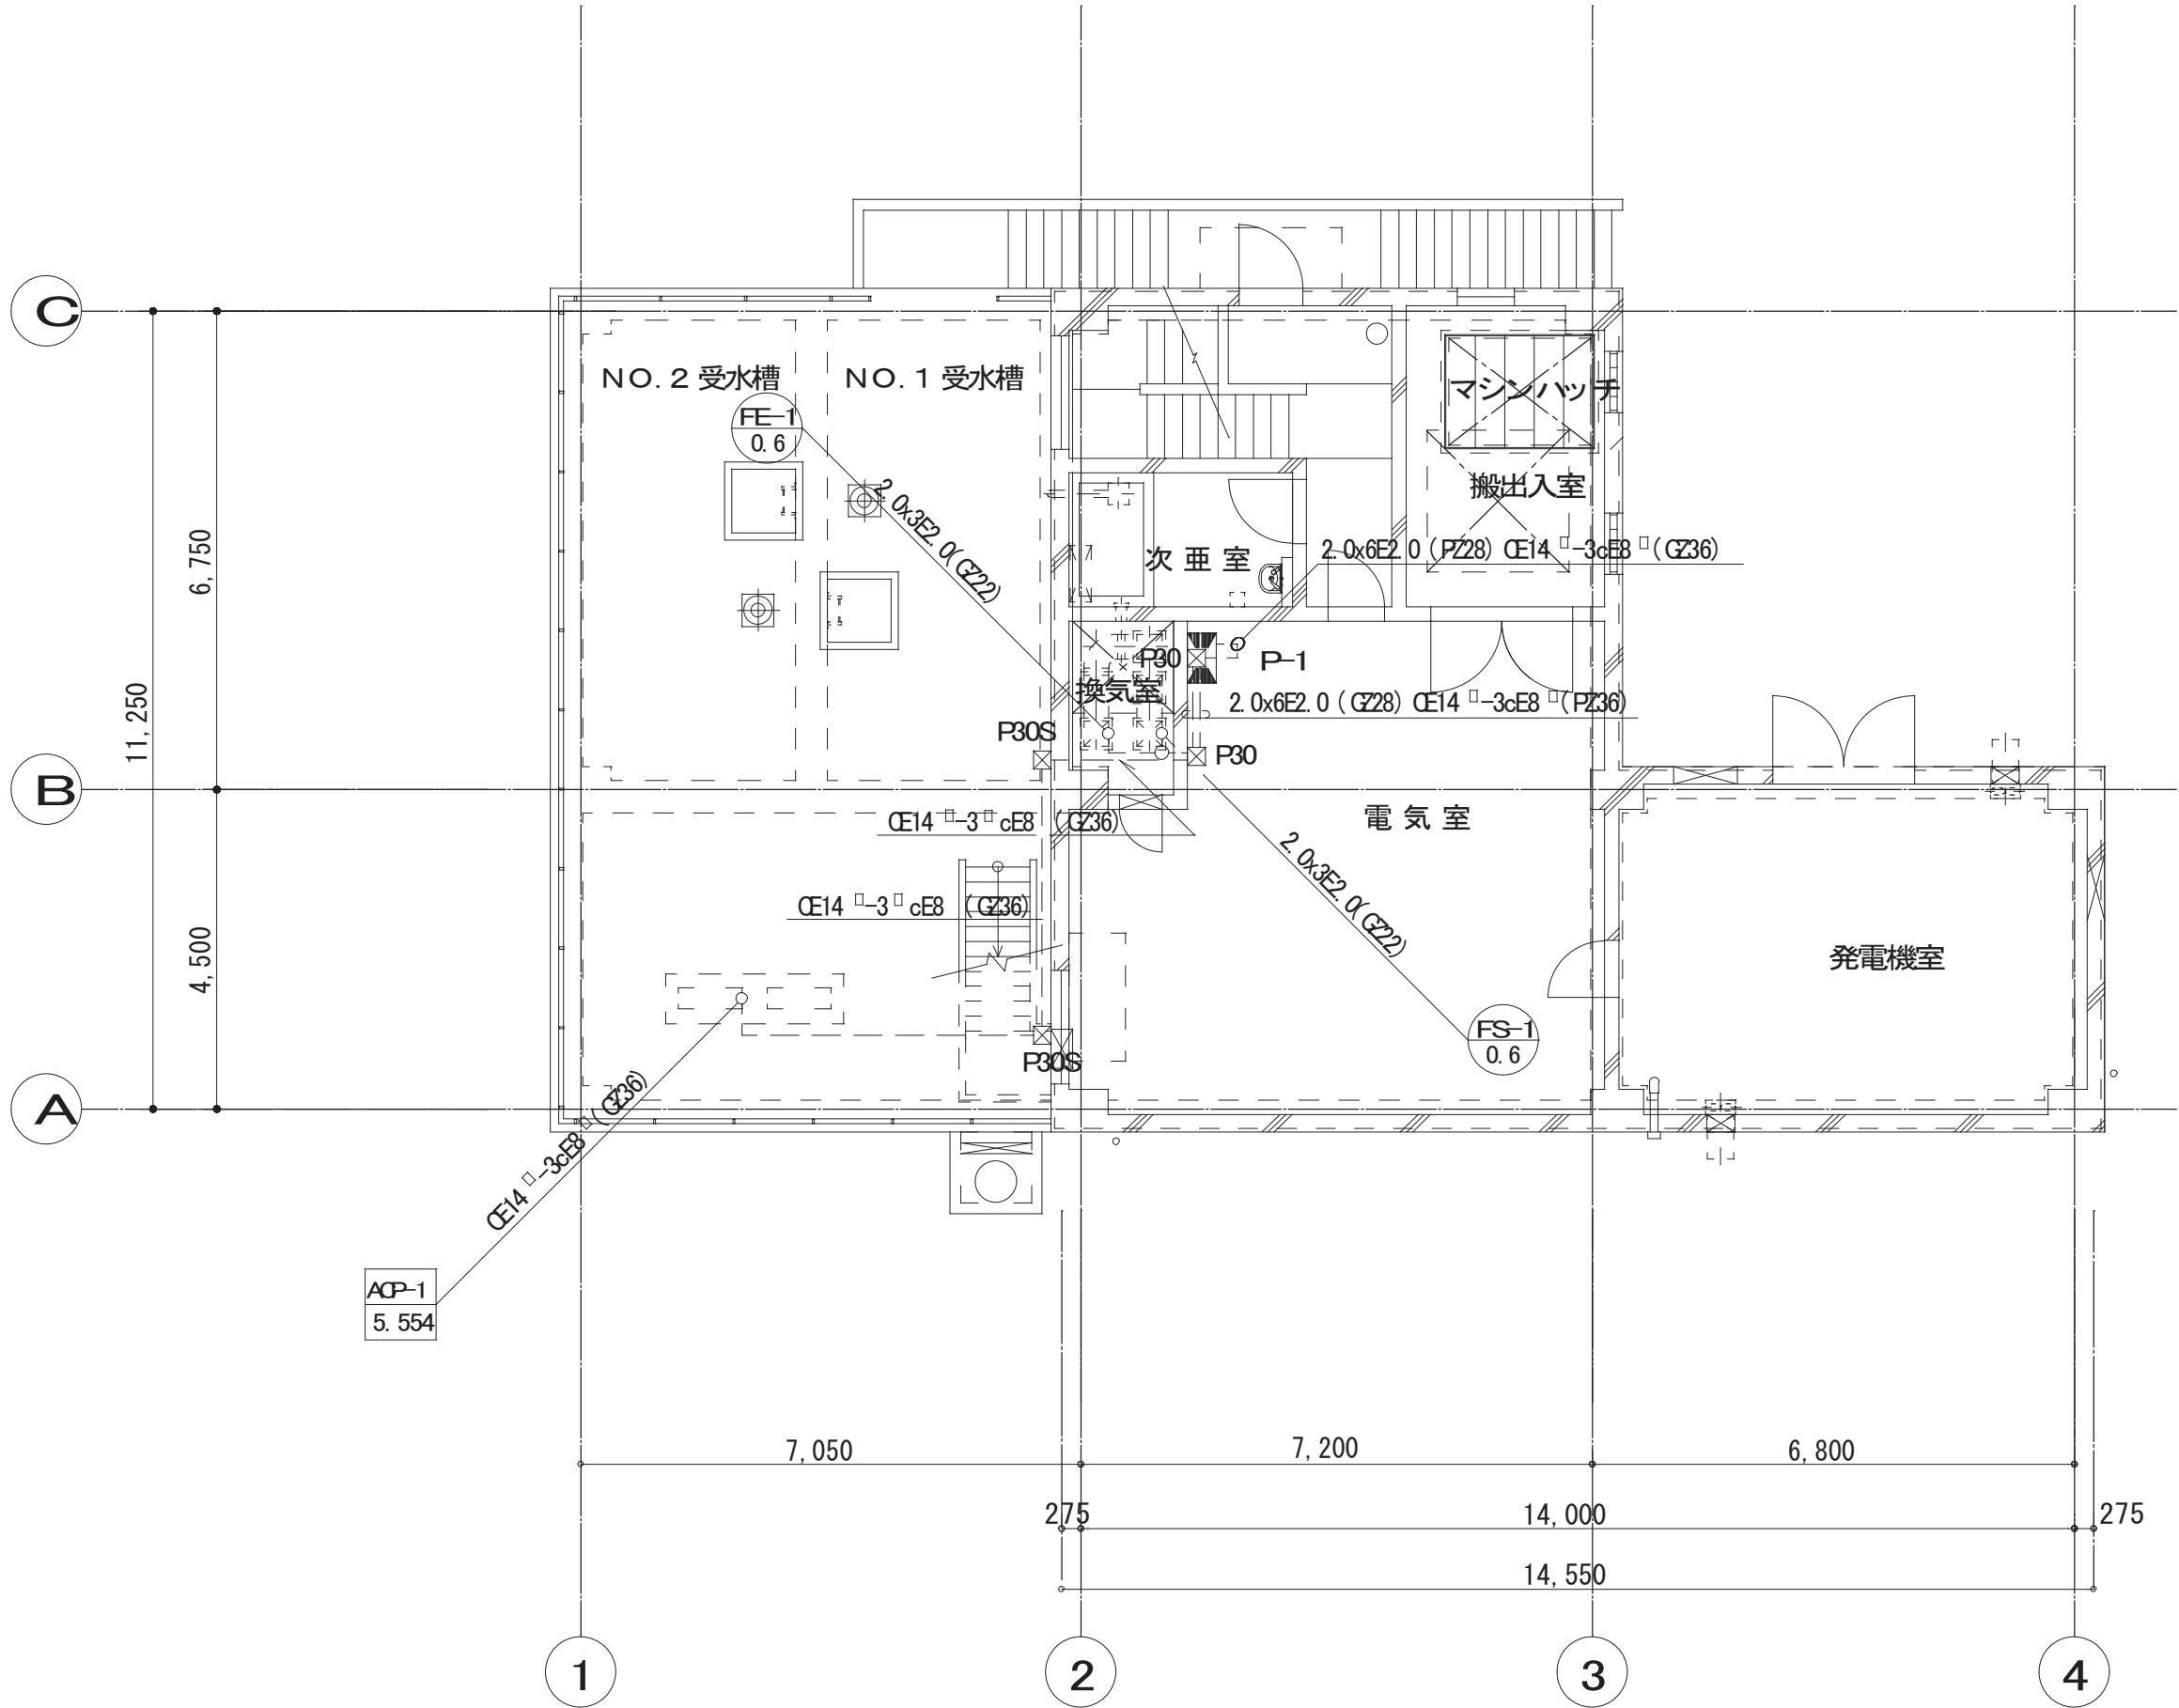 C
NO.2 受水槽
NO.1 受水槽
マシンハッチ
FE-1
0.6
搬出入室
2.0x3E2.0(GZ22)
次亜室
2.0x6E2.0(PZ28) CE14 □-3cE8 □(GZ36)
6,750
P30
P-1
換気室
2.0x6E2.0(GZ28) CE14 □-3cE8 □(PZ36)
11,250
P30S
P30
B
CE14 □-3 □ cE8 (GZ36)
電気室
2.0x3E2.0(GZ22)
CE14 □-3 □ cE8 (GZ36)
4,500
発電機室
FS-1
0.6
P30S
A
CE14 □-3cE8 □(GZ36)
ACP-1
5.554
7,050
7,200
6,800
275
14,000
275
14,550
1
2
3
4